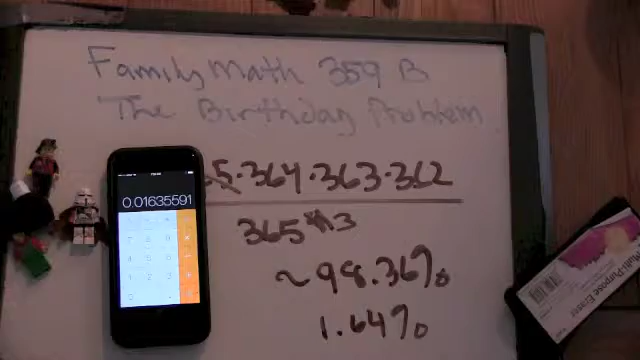 Family Math 359 B
The Birthday Problem
0.01635591
65·364·363·362
365^3
~98.36%
1.64%
Multi-Purpose
Eraser